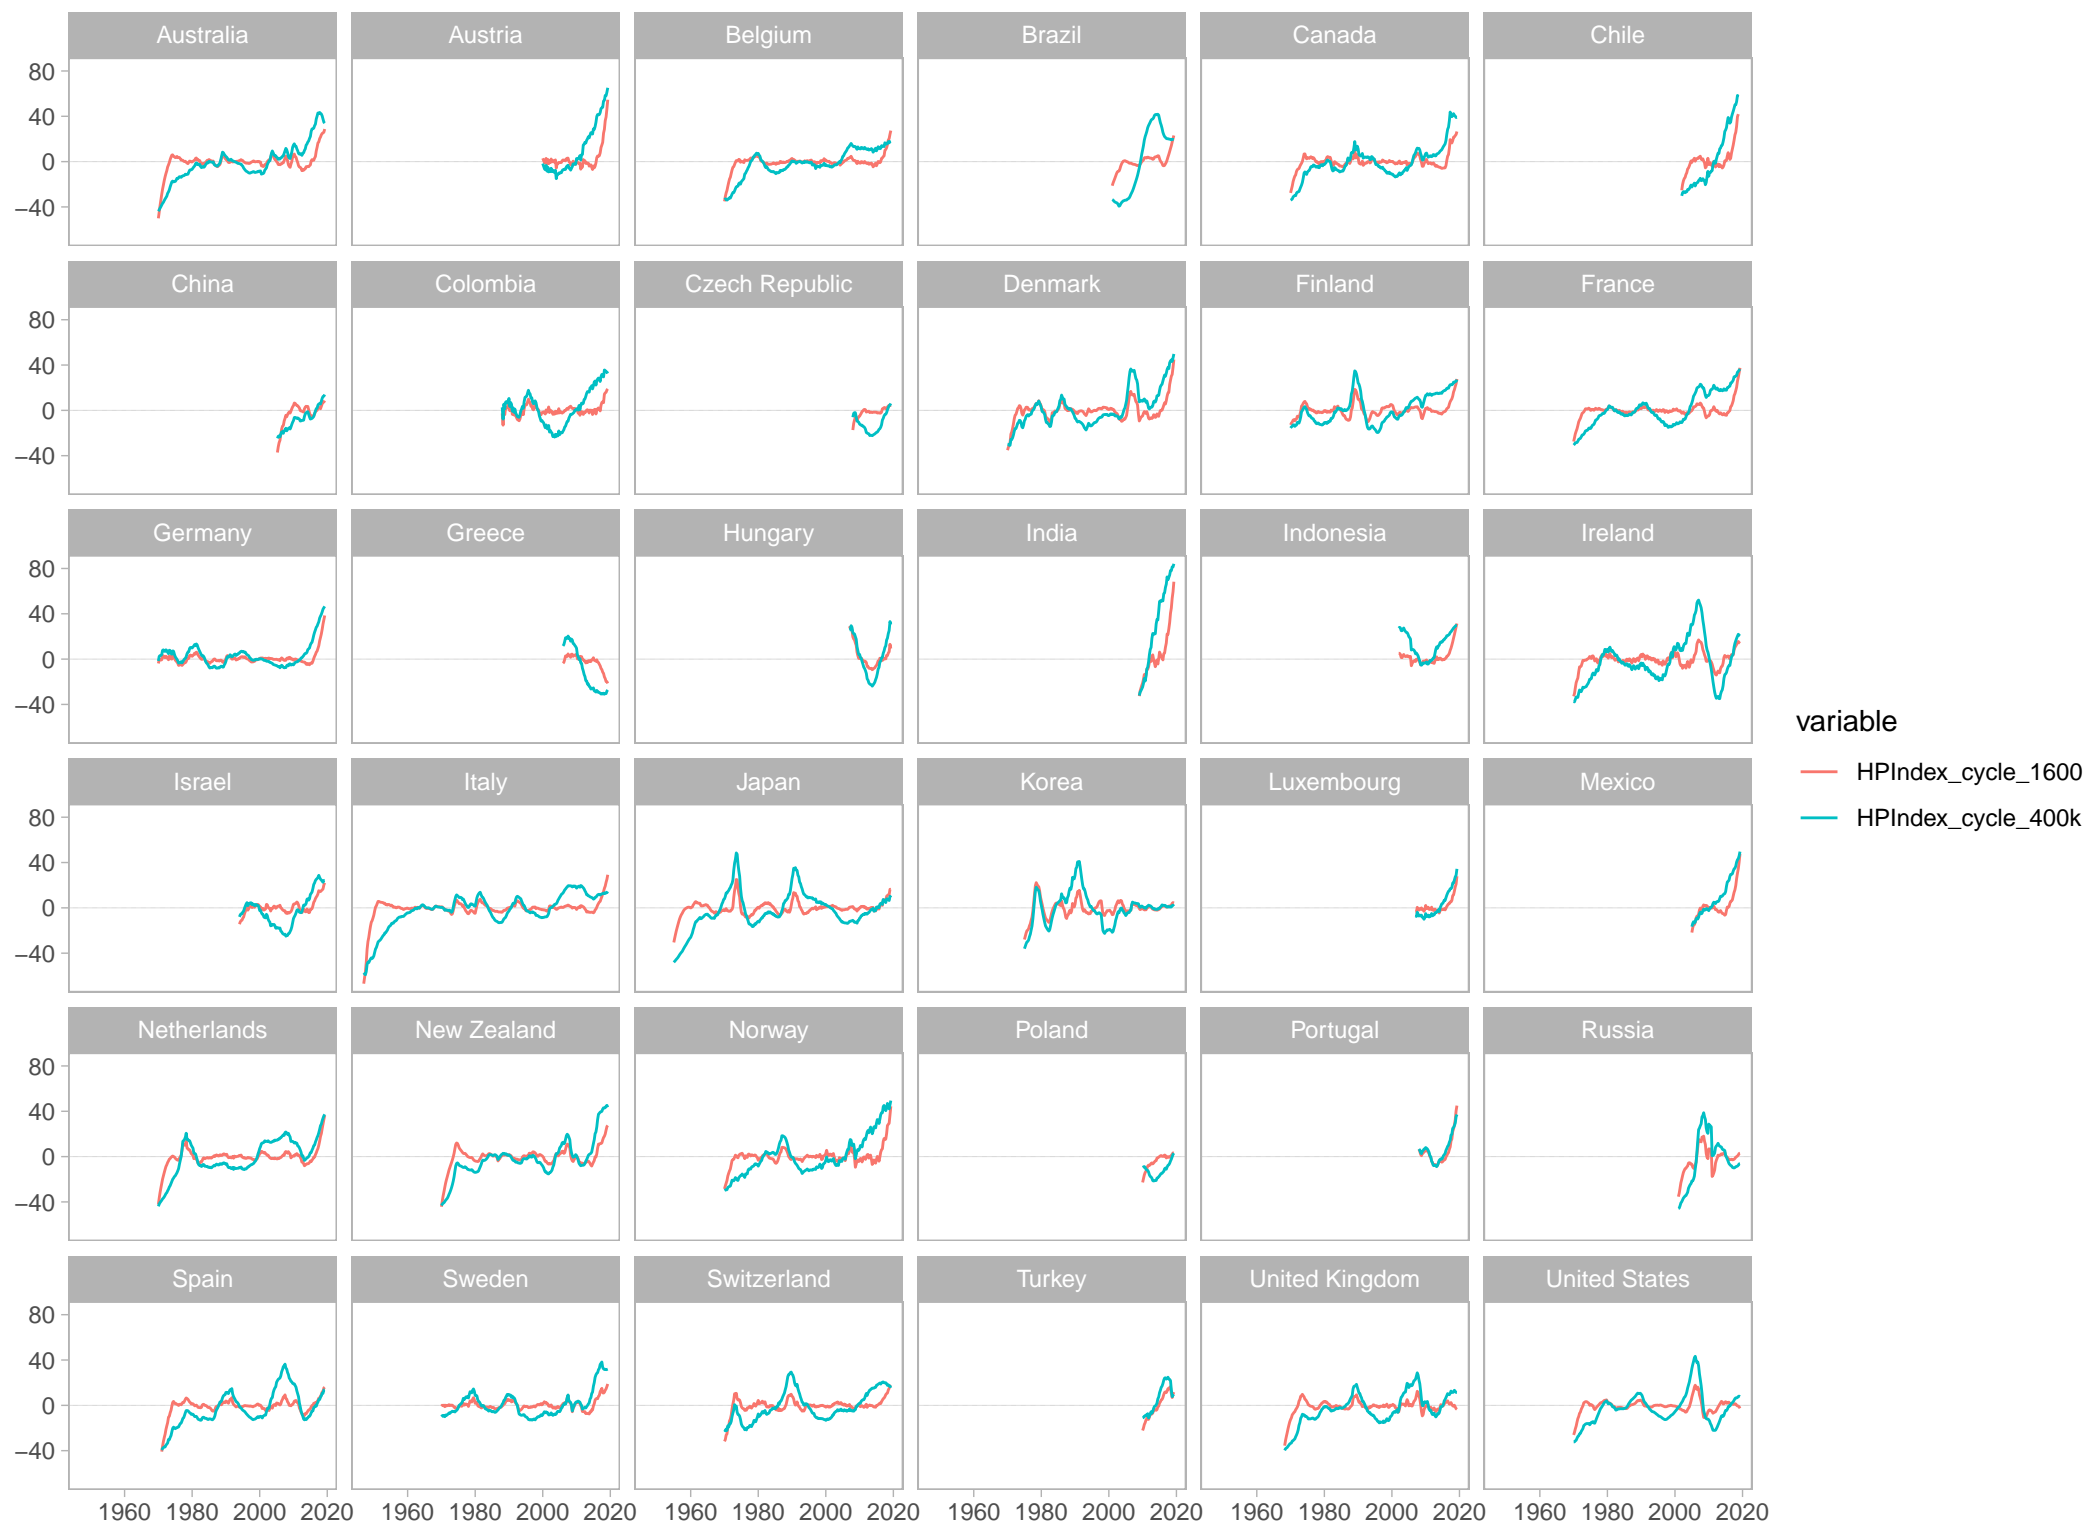 Australia Austria Belgium Brazil Canada Chile
80
40
0
−40
China Colombia Czech Republic Denmark Finland France
80
40
0
−40
Germany Greece Hungary India Indonesia Ireland
80
40
0
−40
Israel Italy Japan Korea Luxembourg Mexico
80
40
0
−40
Netherlands New Zealand Norway Poland Portugal Russia
80
40
0
−40
Spain Sweden Switzerland Turkey United Kingdom United States
80
40
0
−40
1960 1980 2000 2020 1960 1980 2000 2020 1960 1980 2000 2020 1960 1980 2000 2020 1960 1980 2000 2020 1960 1980 2000 2020
variable
HPIndex_cycle_1600
HPIndex_cycle_400k